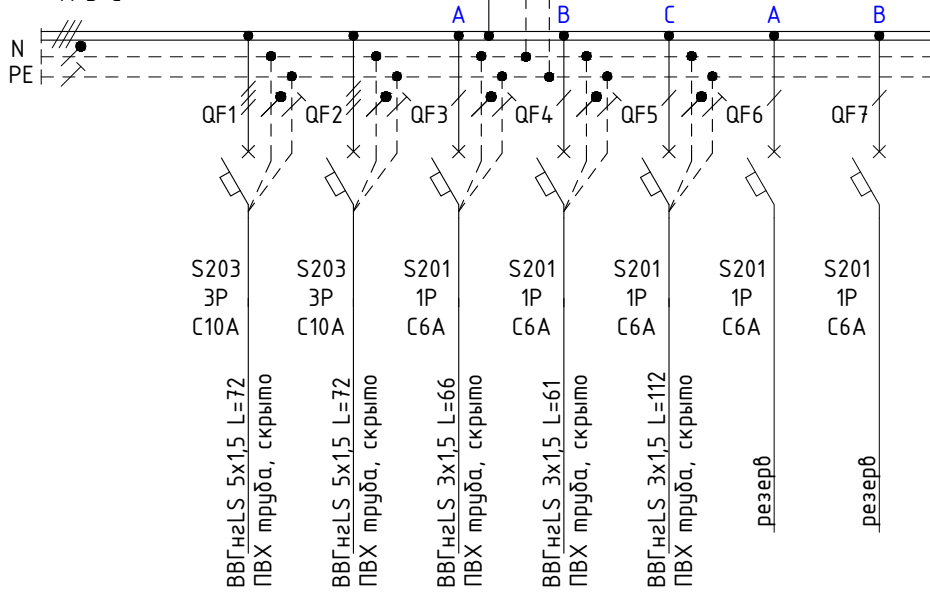 A B C A B
N
PE
QF1 QF2 QF3 QF4 QF5 QF6 QF7
S203 S203 S201 S201 S201 S201 S201
3P 3P 1P 1P 1P 1P 1P
C10A C10A C6A C6A C6A C6A C6A
ВВГнгLS 5х1,5 L=72
ПВХ труба, скрыто
ВВГнгLS 5х1,5 L=72
ПВХ труба, скрыто
ВВГнгLS 3х1,5 L=66
ПВХ труба, скрыто
ВВГнгLS 3х1,5 L=61
ПВХ труба, скрыто
ВВГнгLS 3х1,5 L=112
ПВХ труба, скрыто
резерв
резерв